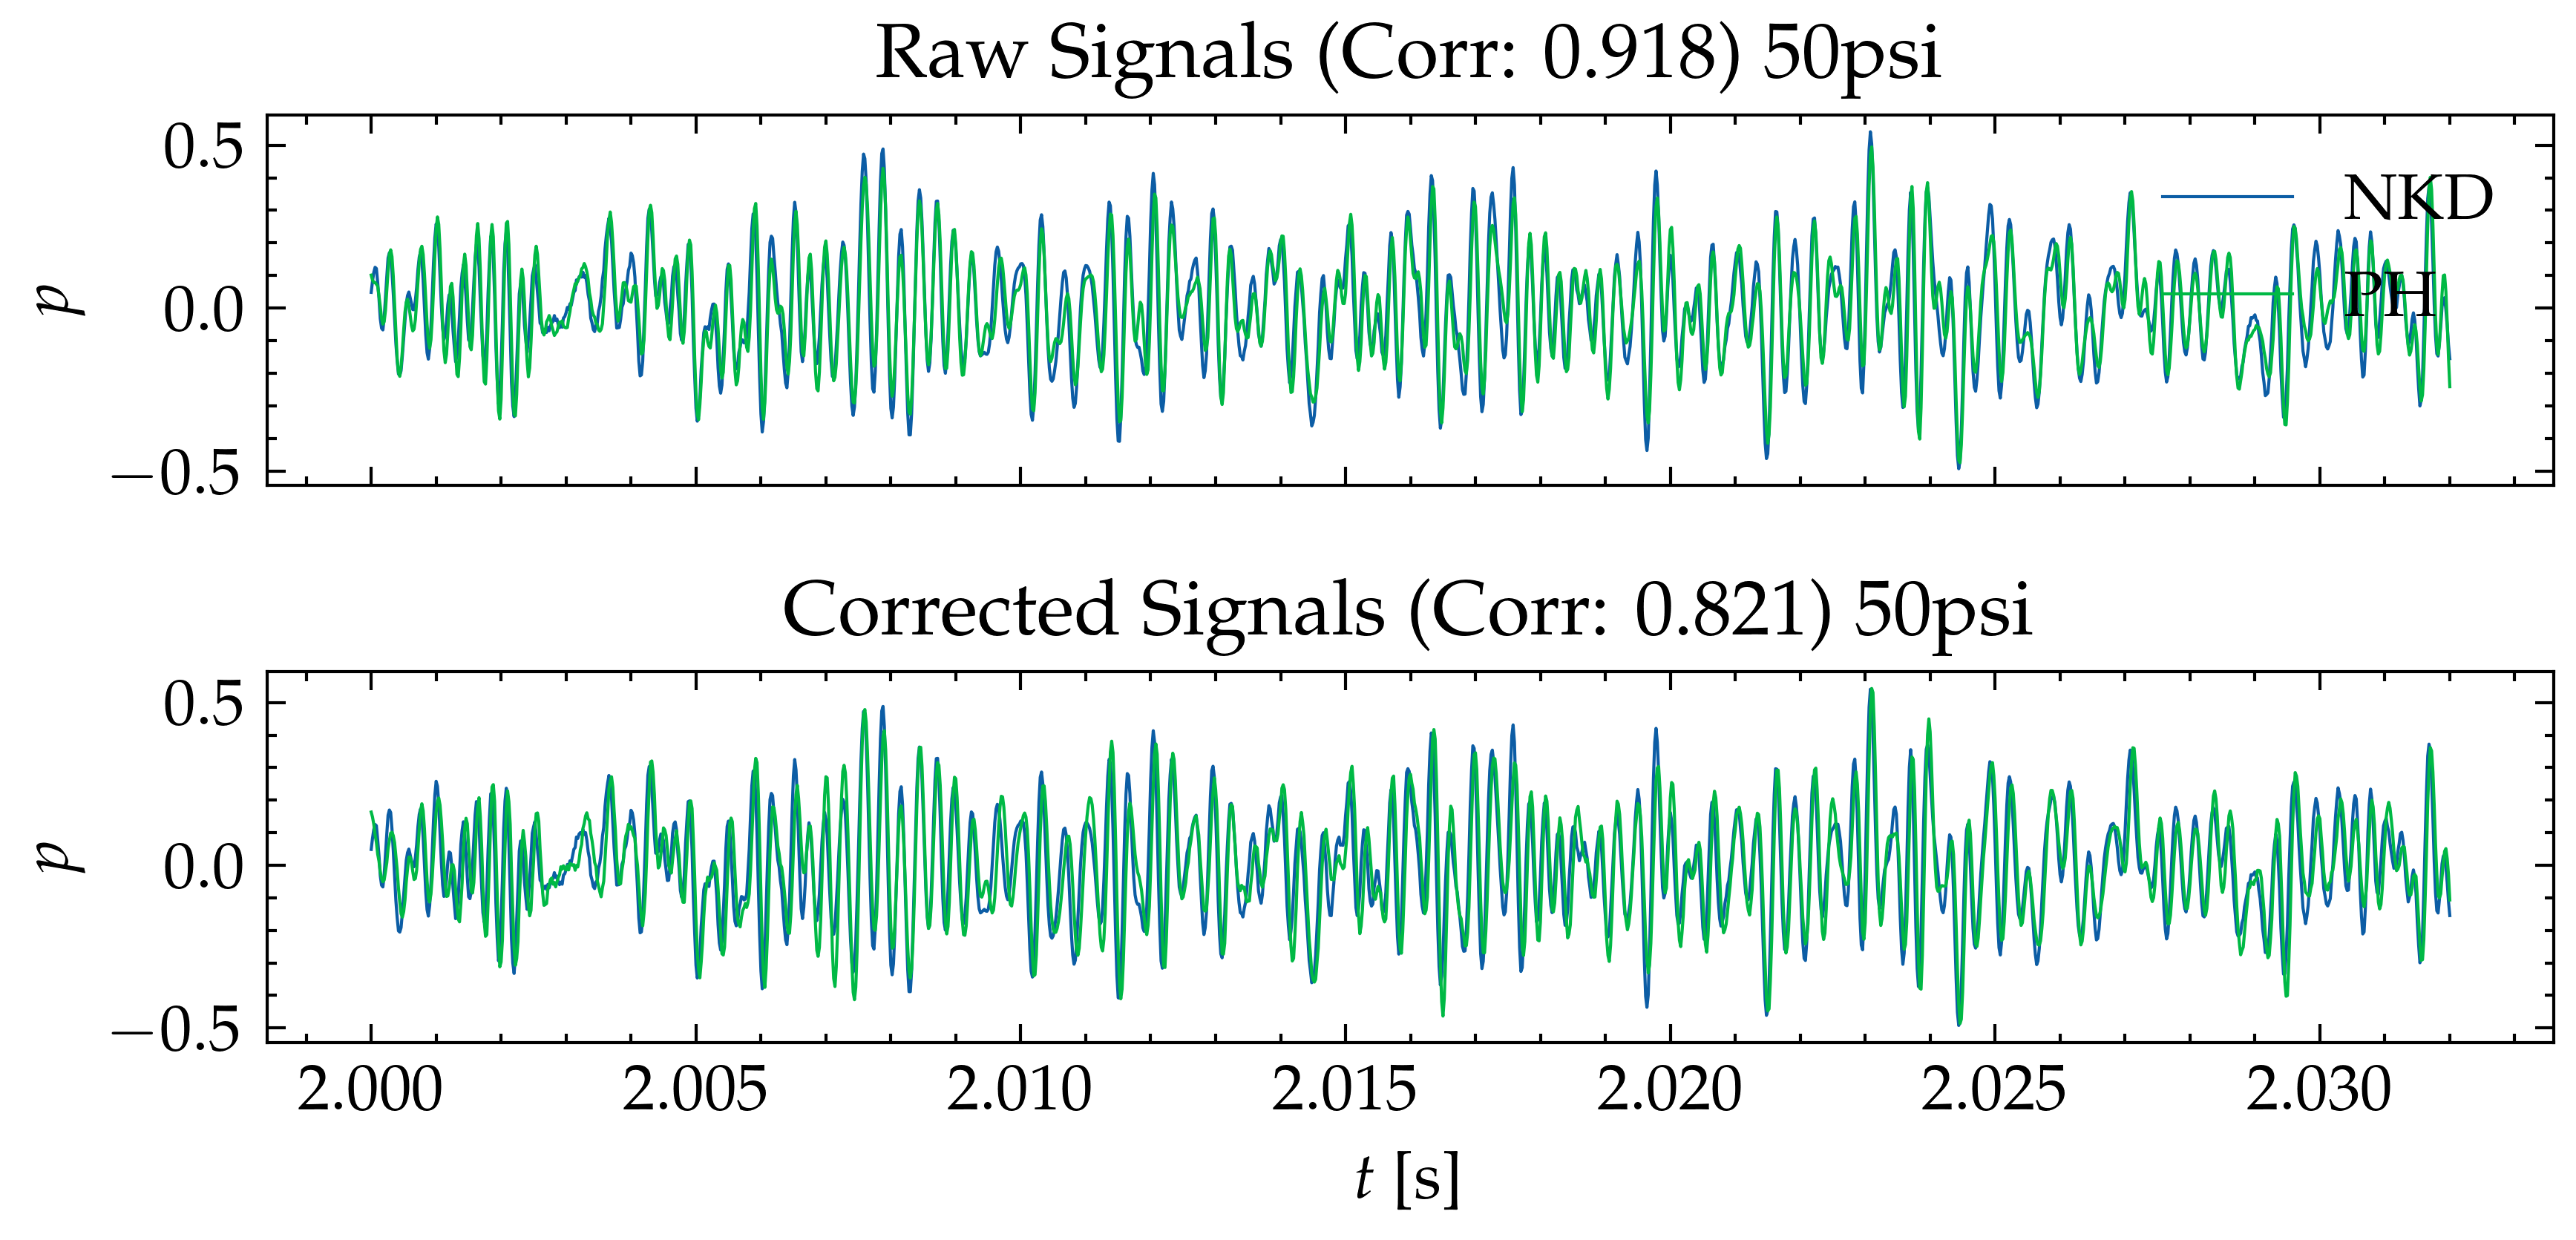 Raw Signals (Corr: 0.918) 50psi
0.5
0.0
−0.5
p
NKD
PH
Corrected Signals (Corr: 0.821) 50psi
0.5
0.0
−0.5
p
2.000 2.005 2.010 2.015 2.020 2.025 2.030
t [s]